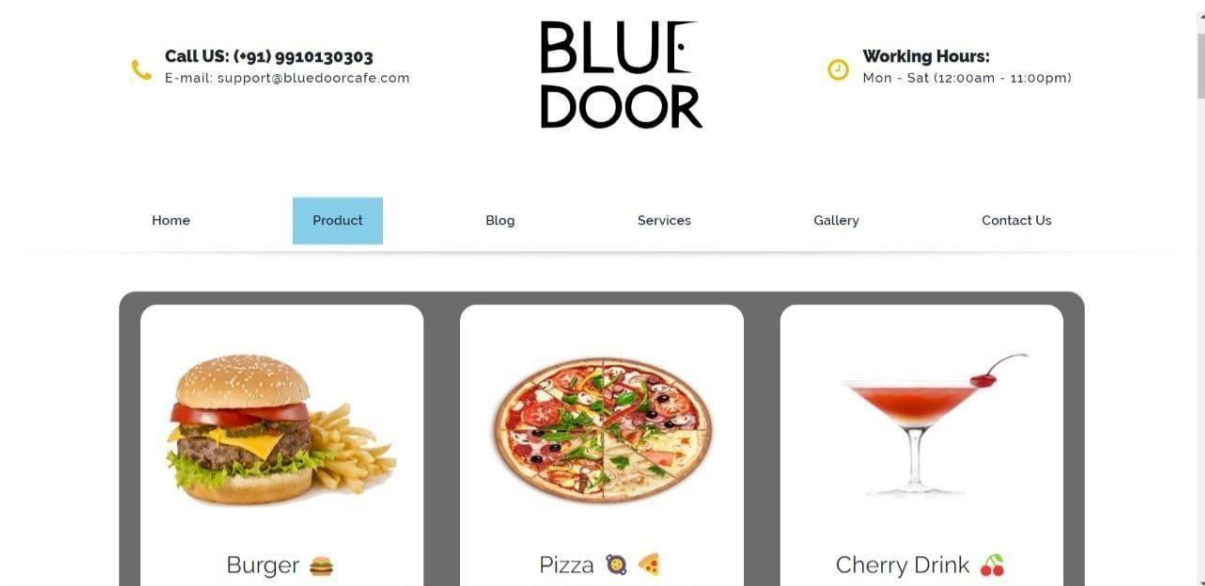 Call US: (+91) 9910130303
E-mail: support@bluedoorcafe.com
BLUE
DOOR
Working Hours:
Mon - Sat (12:00am - 11:00pm)
Home Product Blog Services Gallery Contact Us
Burger 🍔 Pizza 🥘 🍕 Cherry Drink 🍒